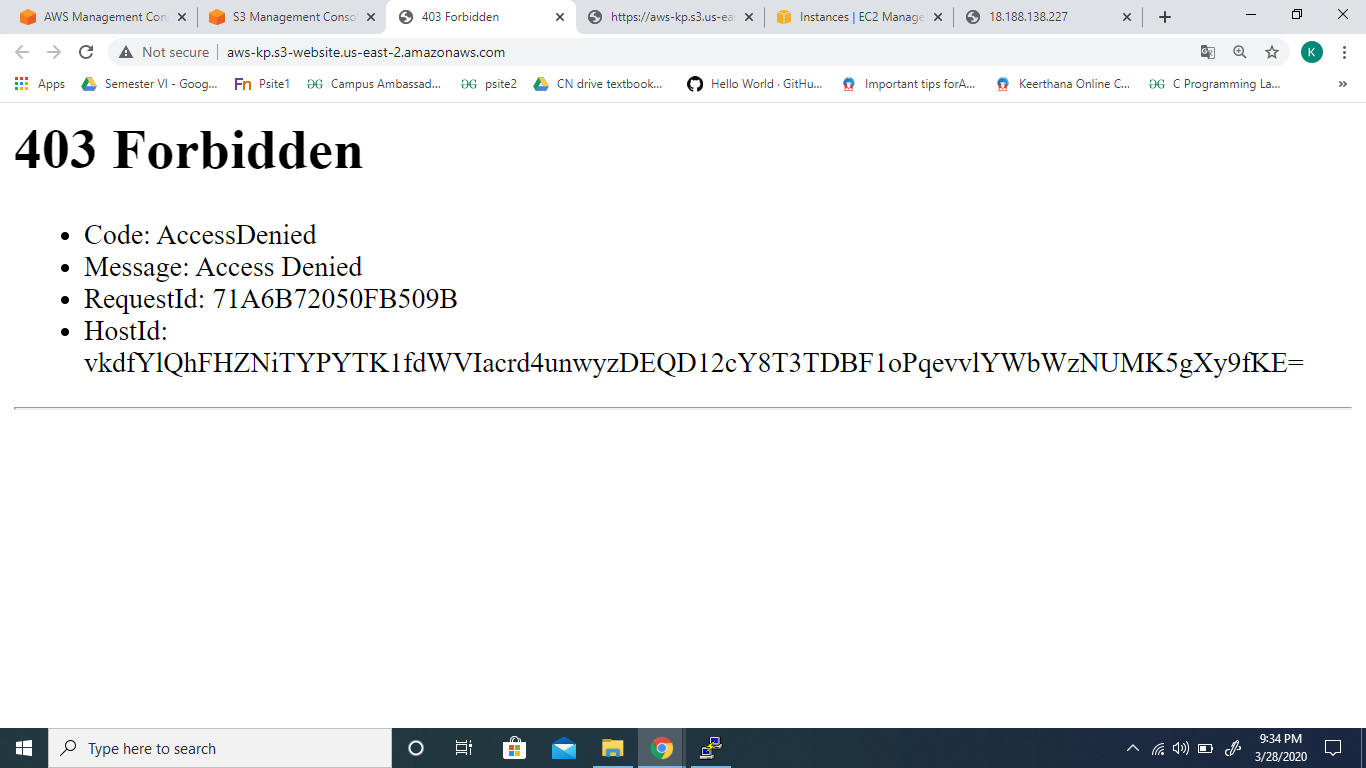 AWS Management Con
S3 Management Conso
403 Forbidden
https://aws-kp.s3.us-ea
Instances | EC2 Manage
18.188.138.227
Not secure
aws-kp.s3-website.us-east-2.amazonaws.com
K
Apps
Semester VI - Goog...
Fn Psite1
Campus Ambassad...
psite2
CN drive textbook...
Hello World · GitHu...
Important tips forA...
Keerthana Online C...
C Programming La...
»
403 Forbidden
• Code: AccessDenied
• Message: Access Denied
• RequestId: 71A6B72050FB509B
• HostId:
vkdfYlQhFHZNiTYPYTK1fdWVIacrd4unwyzDEQD12cY8T3TDBF1oPqevvlYWbWzNUMK5gXy9fKE=
Type here to search
9:34 PM
3/28/2020